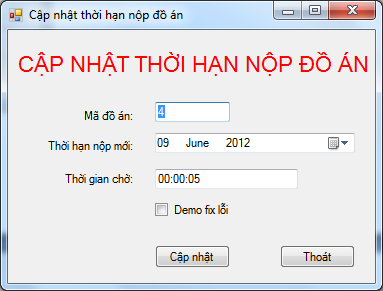 Cập nhật thời hạn nộp đồ án
CẬP NHẬT THỜI HẠN NỘP ĐỒ ÁN
Mã đồ án: 4
Thời hạn nộp mới: 09 June 2012
Thời gian chờ: 00:00:05
Demo fix lỗi
Cập nhật Thoát